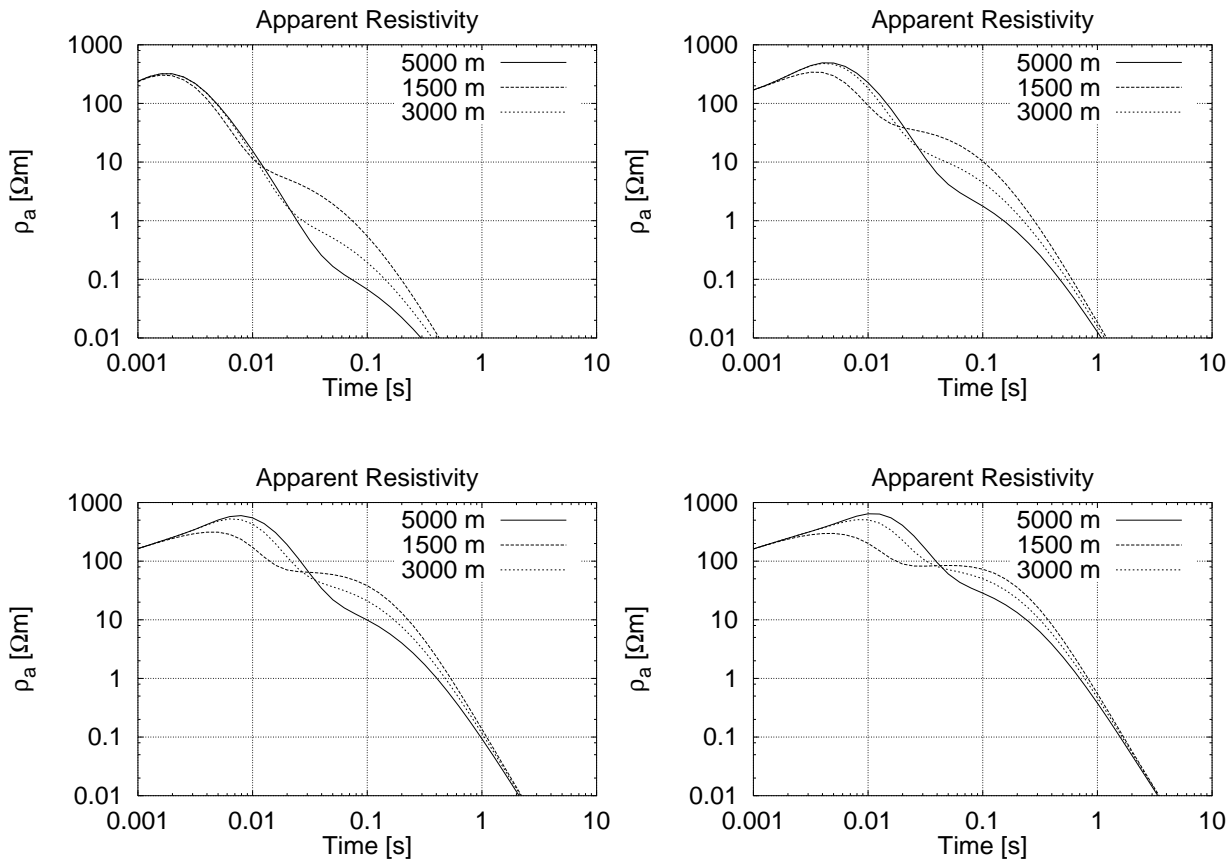 Apparent Resistivity
1000
100
10
1
0.1
0.01
ρa [Ωm]
5000 m
1500 m
3000 m
0.001 0.01 0.1 1 10
Time [s]
Apparent Resistivity
1000
100
10
1
0.1
0.01
ρa [Ωm]
5000 m
1500 m
3000 m
0.001 0.01 0.1 1 10
Time [s]
Apparent Resistivity
1000
100
10
1
0.1
0.01
ρa [Ωm]
5000 m
1500 m
3000 m
0.001 0.01 0.1 1 10
Time [s]
Apparent Resistivity
1000
100
10
1
0.1
0.01
ρa [Ωm]
5000 m
1500 m
3000 m
0.001 0.01 0.1 1 10
Time [s]